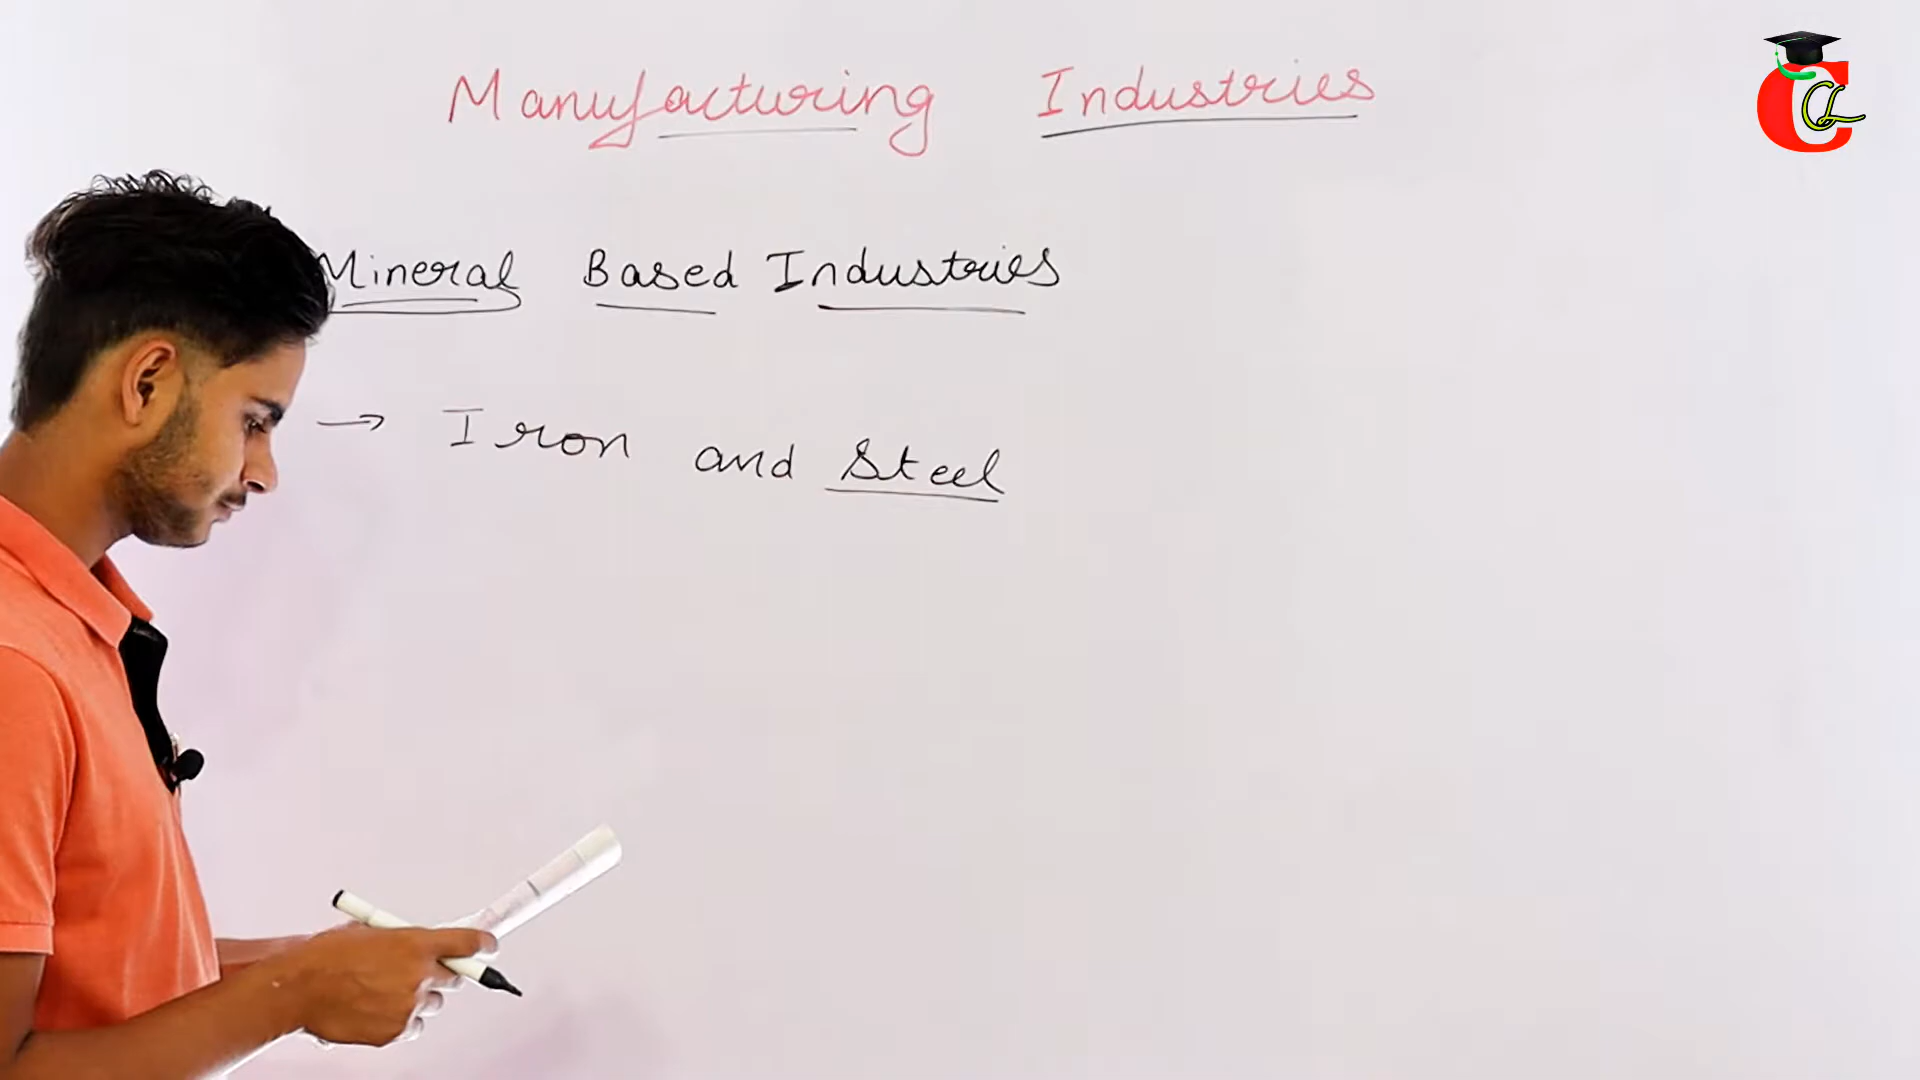 Manufacturing Industries
Mineral Based Industries
→ Iron and Steel